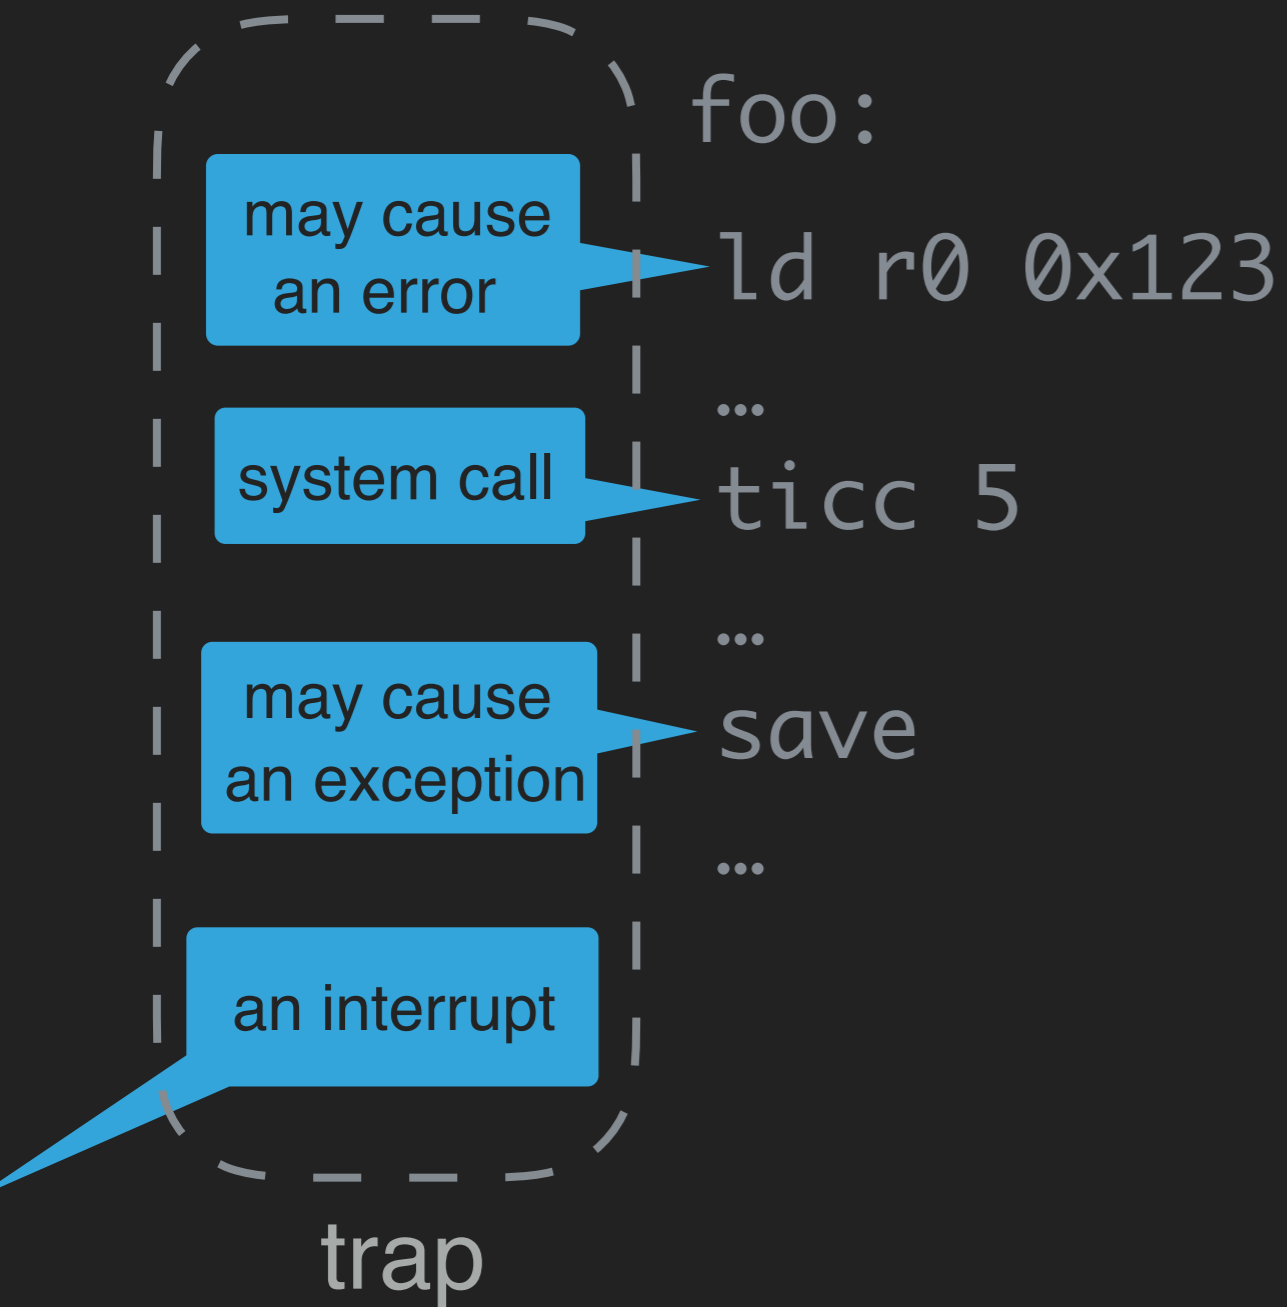 foo:
may cause
an error
ld r0 0x123
…
system call
ticc 5
…
may cause
an exception
save
…
an interrupt
trap